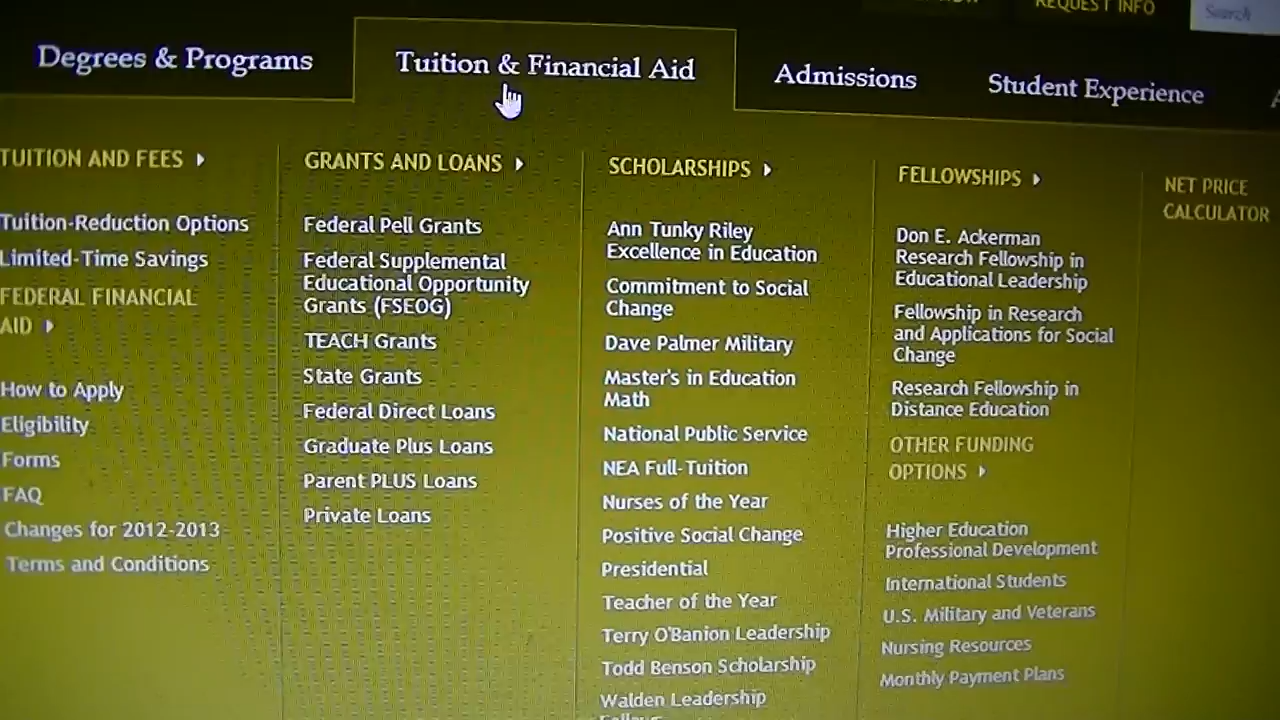 REQUEST INFO
Search
Degrees & Programs
Tuition & Financial Aid
Admissions
Student Experience
TUITION AND FEES
Tuition-Reduction Options
Limited-Time Savings
FEDERAL FINANCIAL
AID
How to Apply
Eligibility
Forms
FAQ
Changes for 2012-2013
Terms and Conditions
GRANTS AND LOANS
Federal Pell Grants
Federal Supplemental
Educational Opportunity
Grants (FSEOG)
TEACH Grants
State Grants
Federal Direct Loans
Graduate Plus Loans
Parent PLUS Loans
Private Loans
SCHOLARSHIPS
Ann Tunky Riley
Excellence in Education
Commitment to Social
Change
Dave Palmer Military
Master's in Education
Math
National Public Service
NEA Full-Tuition
Nurses of the Year
Positive Social Change
Presidential
Teacher of the Year
Terry O'Banion Leadership
Todd Benson Scholarship
Walden Leadership
FELLOWSHIPS
Don E. Ackerman
Research Fellowship in
Educational Leadership
Fellowship in Research
and Applications for Social
Change
Research Fellowship in
Distance Education
OTHER FUNDING
OPTIONS
Higher Education
Professional Development
International Students
U.S. Military and Veterans
Nursing Resources
Monthly Payment Plans
NET PRICE
CALCULATOR